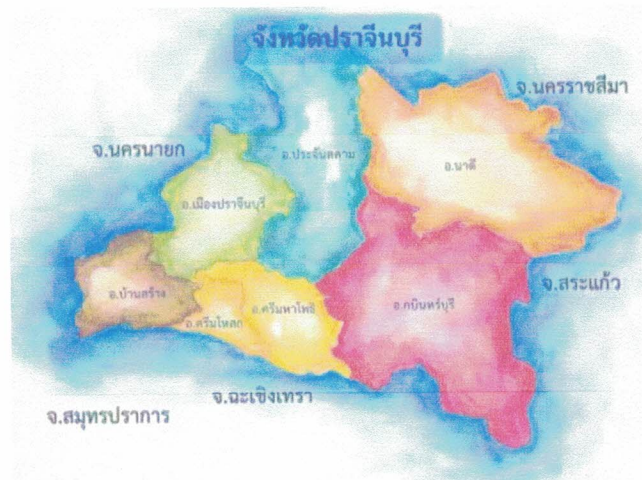 จังหวัดปราจีนบุรี
จ.นครราชสีมา
จ.นครนายก
อ.ประจันตคาม
อ.นาดี
อ.เมืองปราจีนบุรี
จ.สระแก้ว
อ.บ้านสร้าง
อ.ศรีมหาโพธิ
อ.กบินทร์บุรี
อ.ศรีมโหสถ
จ.ฉะเชิงเทรา
จ.สมุทรปราการ